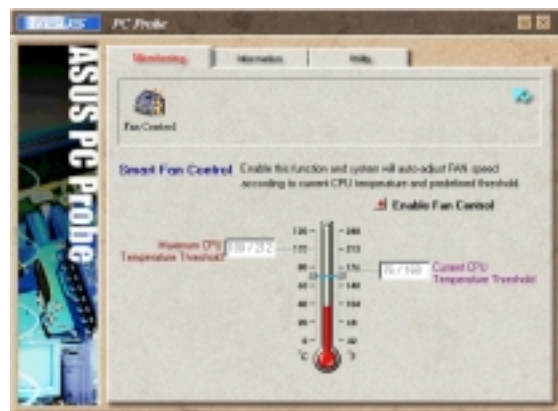 ASUS PC Probe
Monitoring Information Utility
ASUS PC Probe
Fan Control
Smart Fan Control Enable this function and system will auto-adjust FAN speed
according to current CPU temperature and predefined threshold.
Enable Fan Control
Maximum CPU
Temperature Threshold
Current CPU
Temperature Threshold
°C °F